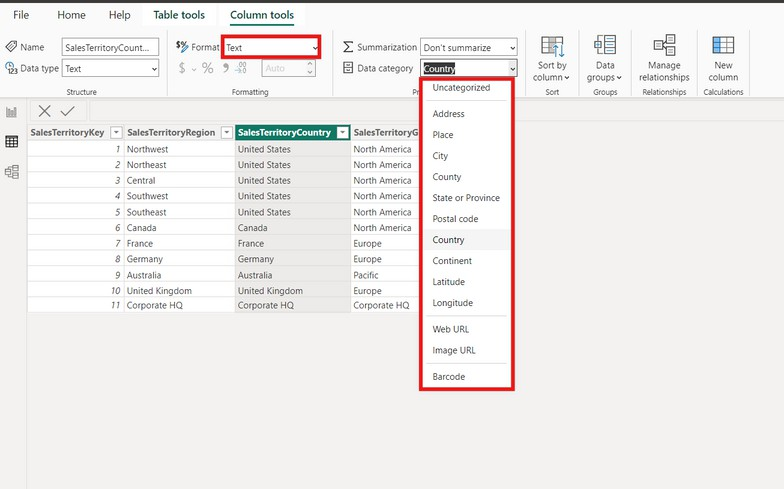 File Home Help Table tools Column tools
Name SalesTerritoryCount... $% Format Text Summarization Don't summarize Sort by column Data groups Manage relationships New column
123 Data type Text $ % 9 .00 Auto Data category Country
Structure Formatting Pr Sort Groups Relationships Calculations
Uncategorized
Address
Place
City
County
State or Province
Postal code
Country
Continent
Latitude
Longitude
Web URL
Image URL
Barcode
SalesTerritoryKey SalesTerritoryRegion SalesTerritoryCountry SalesTerritoryG
1 Northwest United States North America
2 Northeast United States North America
3 Central United States North America
4 Southwest United States North America
5 Southeast United States North America
6 Canada Canada North America
7 France France Europe
8 Germany Germany Europe
9 Australia Australia Pacific
10 United Kingdom United Kingdom Europe
11 Corporate HQ Corporate HQ Corporate HQ